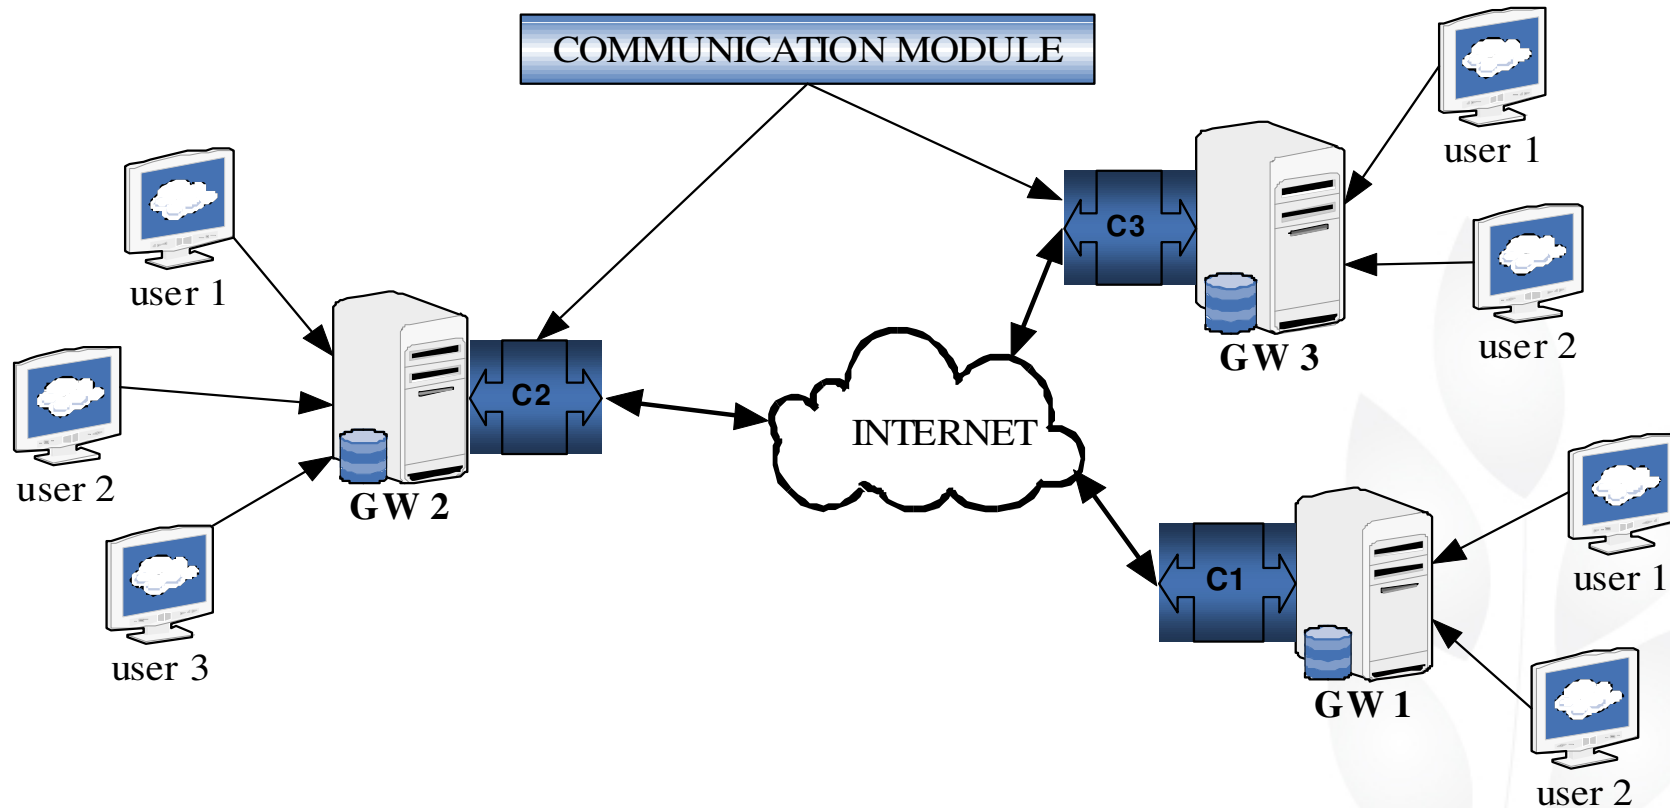 COMMUNICATION MODULE
user 1
C3
user 1
user 2
GW 3
C2
INTERNET
user 2
GW 2
user 1
C1
user 3
GW 1
user 2